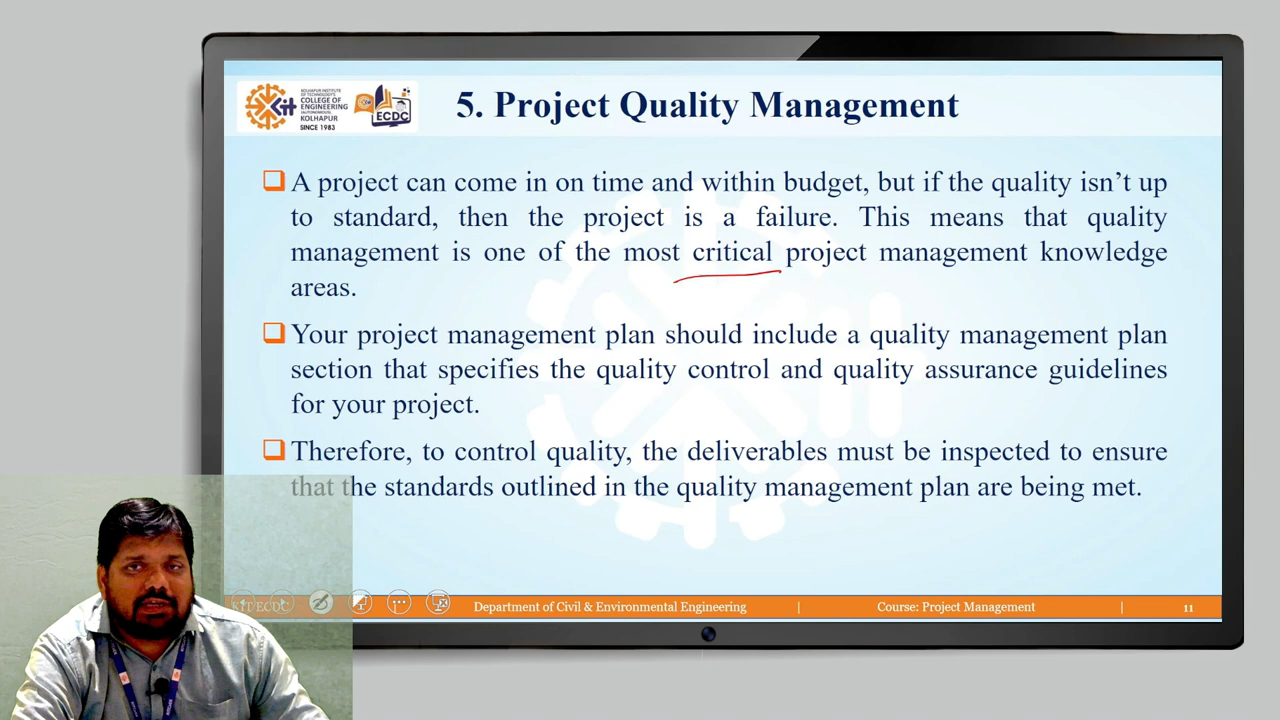 KOLHAPUR INSTITUTE
OF TECHNOLOGY'S
COLLEGE OF
ENGINEERING
(AUTONOMOUS),
KOLHAPUR
SINCE 1983
ECDC
5. Project Quality Management
A project can come in on time and within budget, but if the quality isn't up
to standard, then the project is a failure. This means that quality
management is one of the most critical project management knowledge
areas.
Your project management plan should include a quality management plan
section that specifies the quality control and quality assurance guidelines
for your project.
Therefore, to control quality, the deliverables must be inspected to ensure
that the standards outlined in the quality management plan are being met.
KIT/ECDC
Department of Civil & Environmental Engineering | Course: Project Management | 11